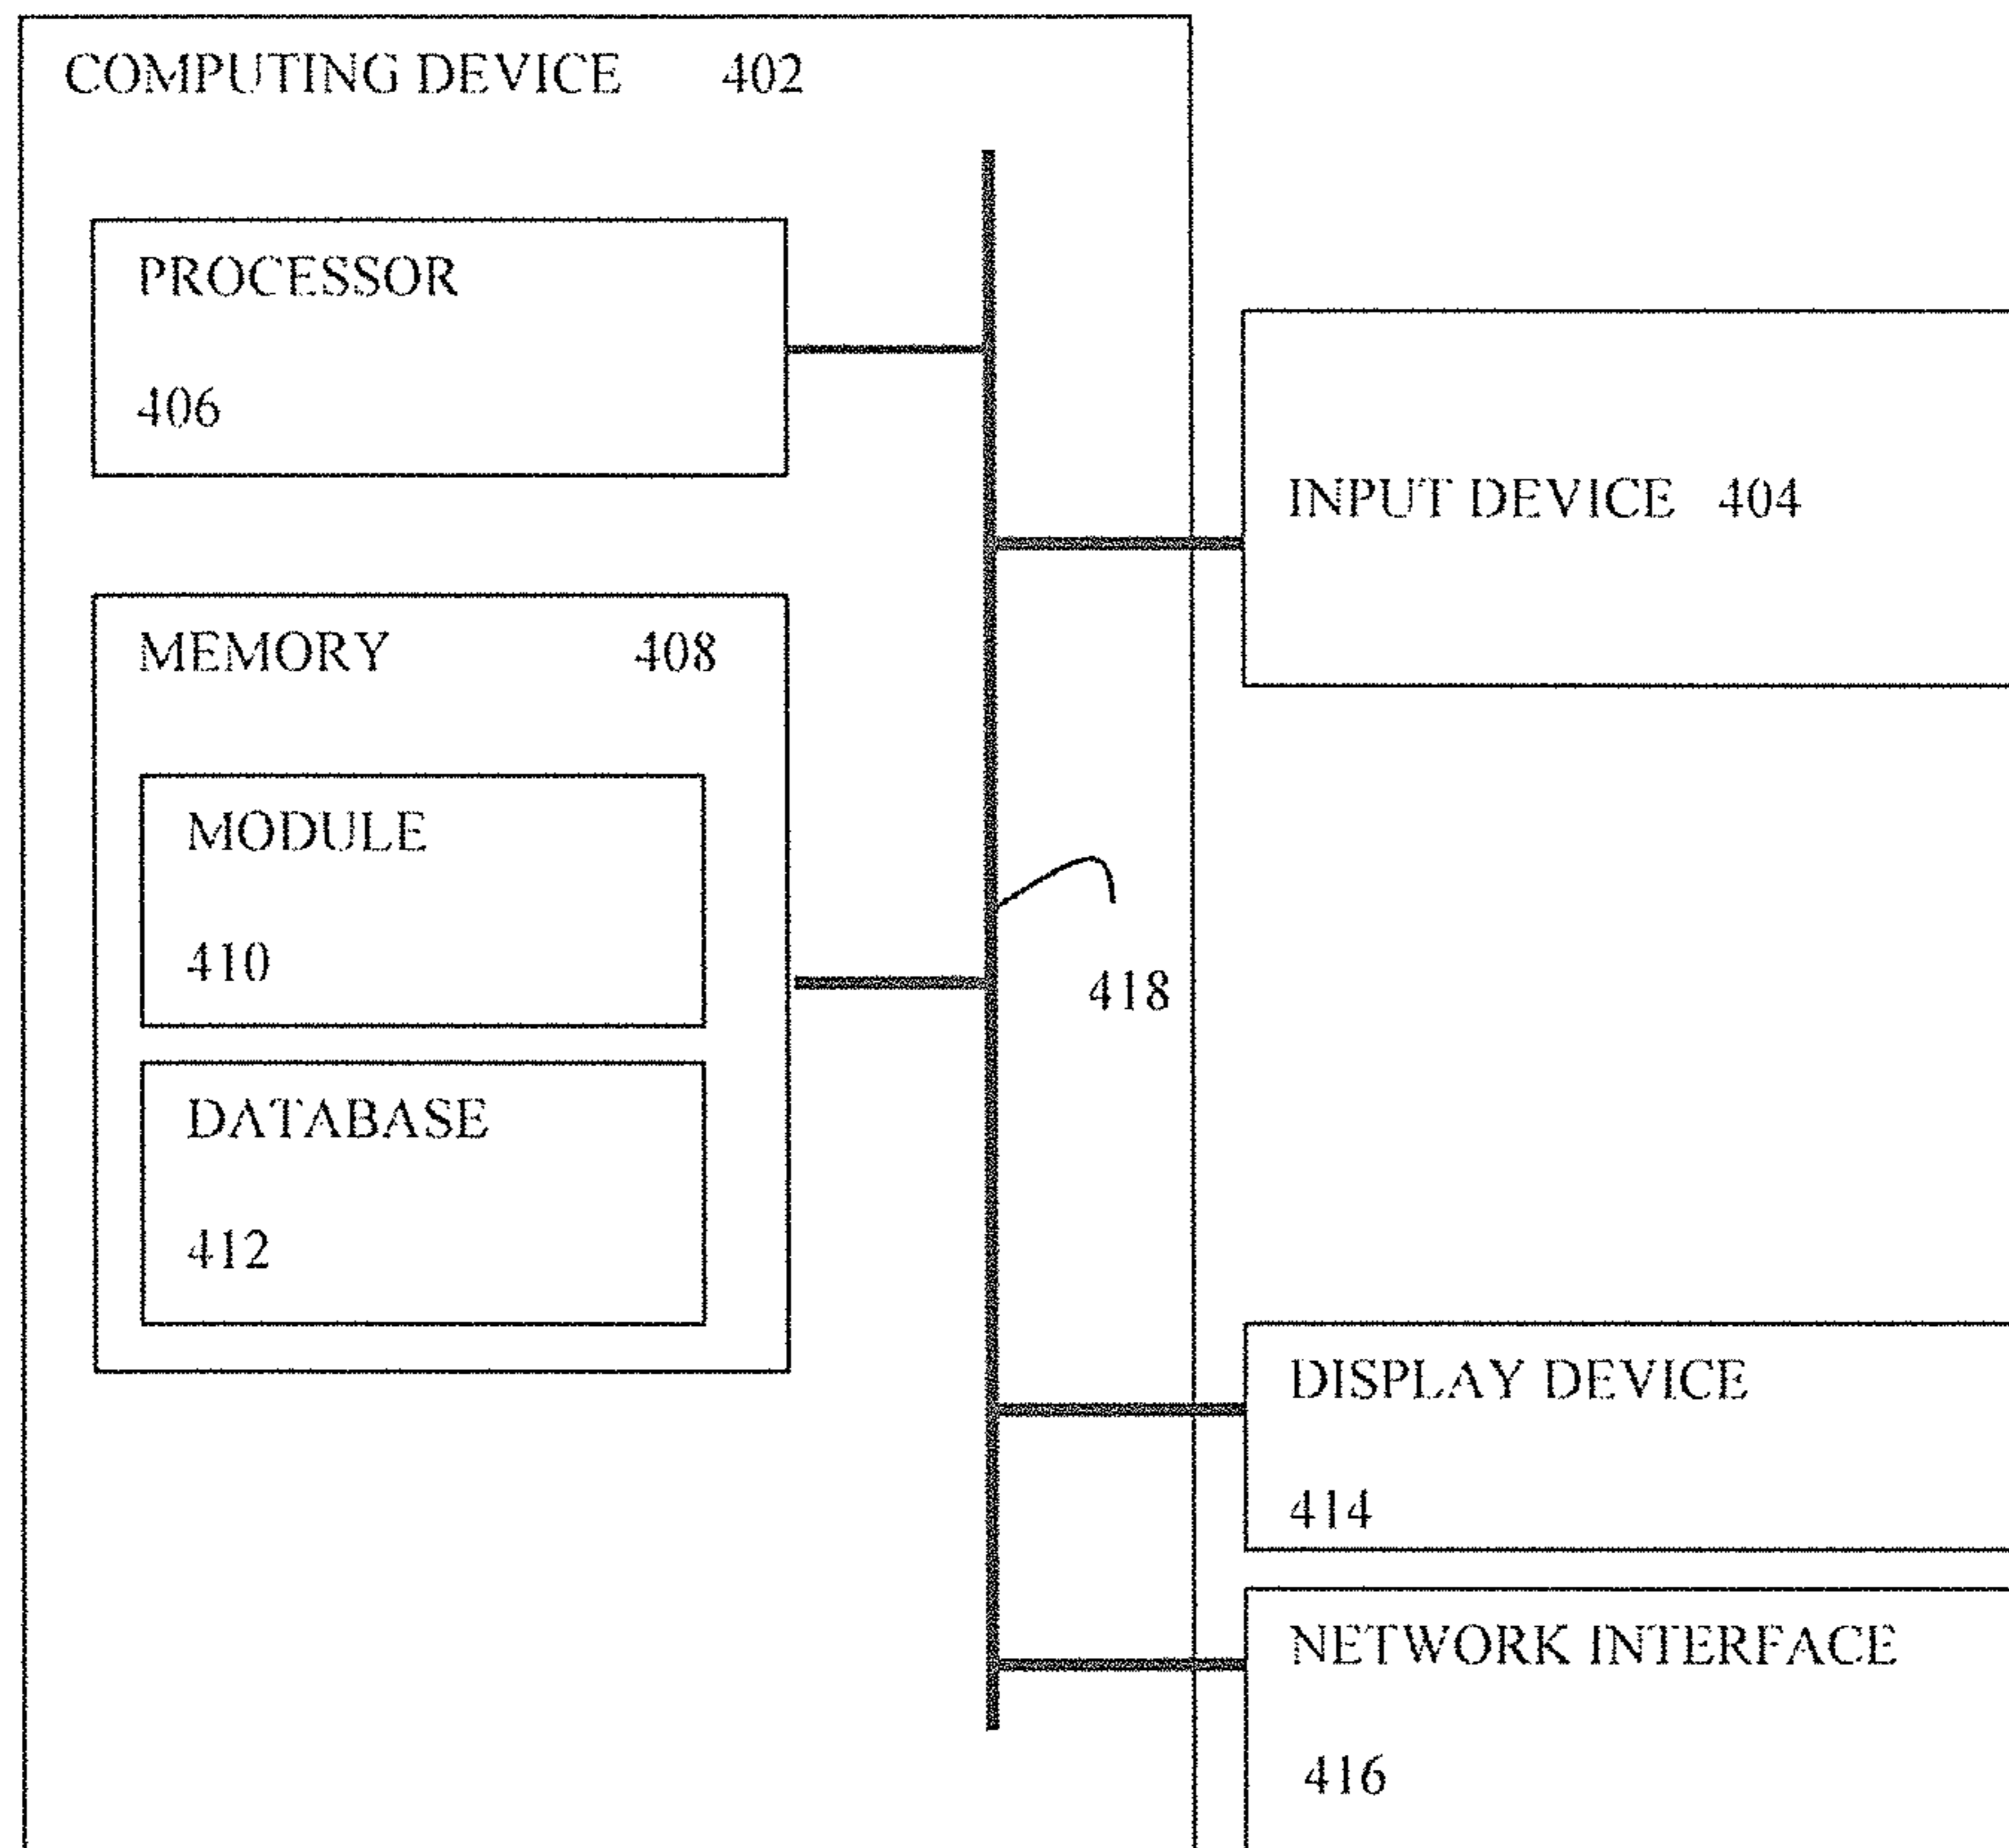 COMPUTING DEVICE 402
PROCESSOR
406
INPUT DEVICE 404
MEMORY 408
MODULE
410
418
DATABASE
412
DISPLAY DEVICE
414
NETWORK INTERFACE
416